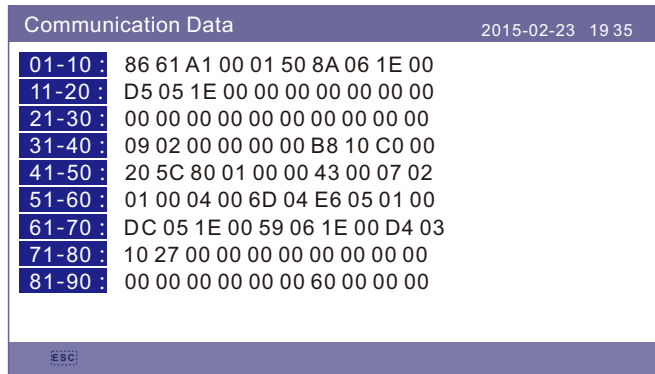 Communication Data 2015-02-23 19 35
01-10 : 86 61 A1 00 01 50 8A 06 1E 00
11-20 : D5 05 1E 00 00 00 00 00 00 00
21-30 : 00 00 00 00 00 00 00 00 00 00
31-40 : 09 02 00 00 00 00 B8 10 C0 00
41-50 : 20 5C 80 01 00 00 43 00 07 02
51-60 : 01 00 04 00 6D 04 E6 05 01 00
61-70 : DC 05 1E 00 59 06 1E 00 D4 03
71-80 : 10 27 00 00 00 00 00 00 00 00
81-90 : 00 00 00 00 00 00 60 00 00 00
ESC